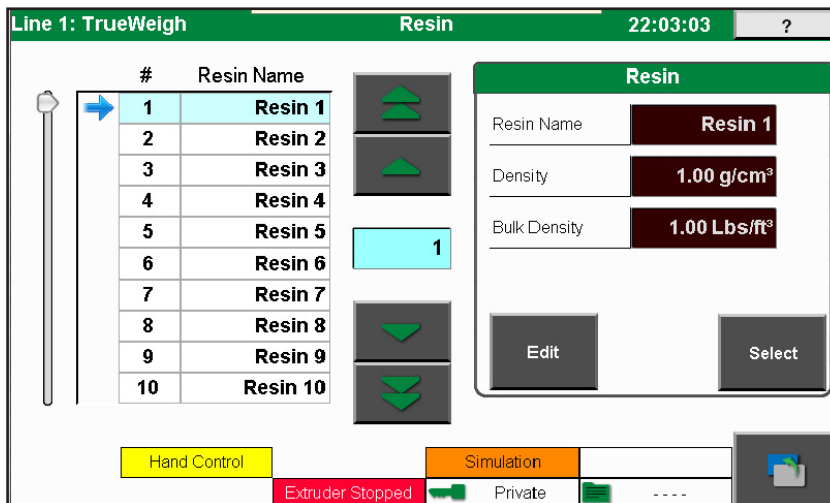 Line 1: TrueWeigh Resin 22:03:03 ?
# Resin Name
1 Resin 1
2 Resin 2
3 Resin 3
4 Resin 4
5 Resin 5
6 Resin 6
7 Resin 7
8 Resin 8
9 Resin 9
10 Resin 10
1
Resin
Resin Name Resin 1
Density 1.00 g/cm³
Bulk Density 1.00 Lbs/ft³
Edit Select
Hand Control Simulation
Extruder Stopped Private ----